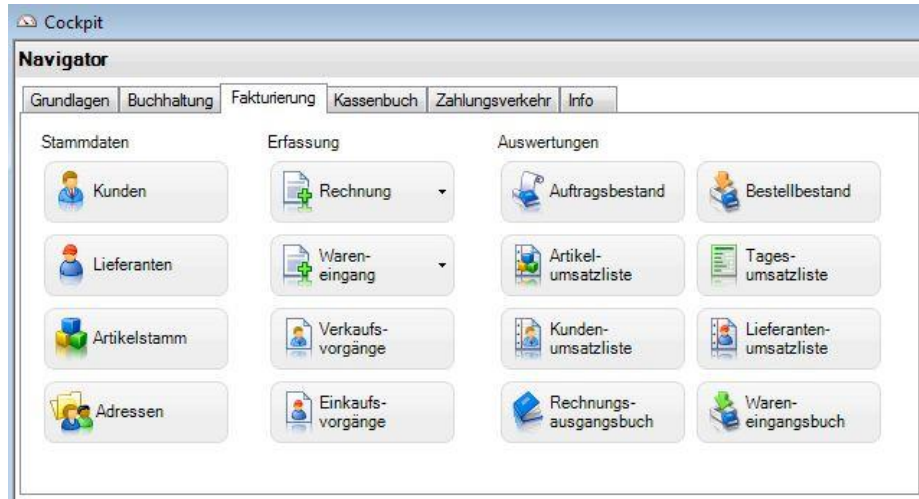 Cockpit
Navigator
Grundlagen Buchhaltung Fakturierung Kassenbuch Zahlungsverkehr Info
Stammdaten Erfassung Auswertungen
Kunden
Rechnung
Auftragsbestand
Bestellbestand
Lieferanten
Waren-
eingang
Artikel-
umsatzliste
Tages-
umsatzliste
Artikelstamm
Verkaufs-
vorgänge
Kunden-
umsatzliste
Lieferanten-
umsatzliste
Adressen
Einkaufs-
vorgänge
Rechnungs-
ausgangsbuch
Waren-
eingangsbuch